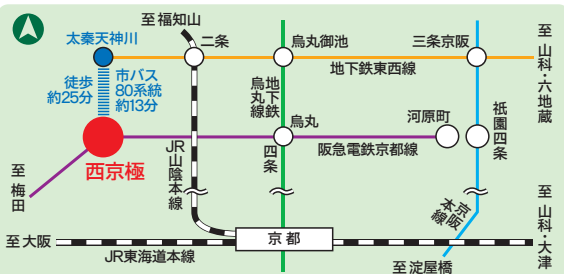 至福知山
太秦天神川
二条
烏丸御池
三条京阪
至山科・六地蔵
地下鉄東西線
徒歩
約25分
市バス
80系統
約13分
地下鉄
烏丸線
河原町
祇園四条
烏丸
四条
西京極
阪急電鉄京都線
JR山陰本線
至梅田
京阪
本線
至山科・大津
至大阪
京都
JR東海道本線
至淀屋橋